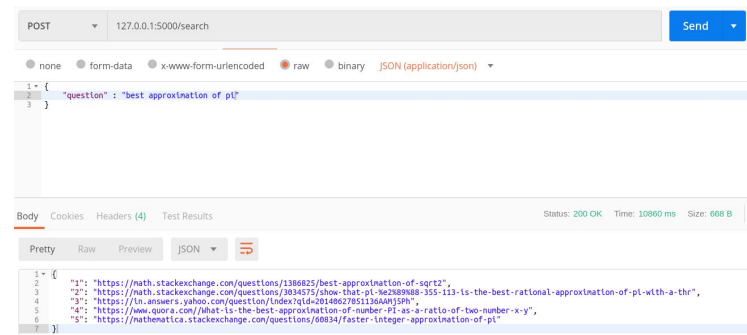 POST 127.0.0.1:5000/search Send
none form-data x-www-form-urlencoded raw binary JSON (application/json)
1 {
2 "question" : "best approximation of pi"
3 }
Body Cookies Headers (4) Test Results Status: 200 OK Time: 10860 ms Size: 668 B
Pretty Raw Preview JSON
1 {
2 "1": "https://math.stackexchange.com/questions/1386825/best-approximation-of-sqrt2",
3 "2": "https://math.stackexchange.com/questions/3034575/show-that-pi-%e2%89%88-355-113-is-the-best-rational-approximation-of-pi-with-a-thr",
4 "3": "https://in.answers.yahoo.com/question/index?qid=20140627051136AAMjSPh",
5 "4": "https://www.quora.com//What-is-the-best-approximation-of-number-PI-as-a-ratio-of-two-number-x-y",
6 "5": "https://mathematica.stackexchange.com/questions/60834/faster-integer-approximation-of-pi"
7 }